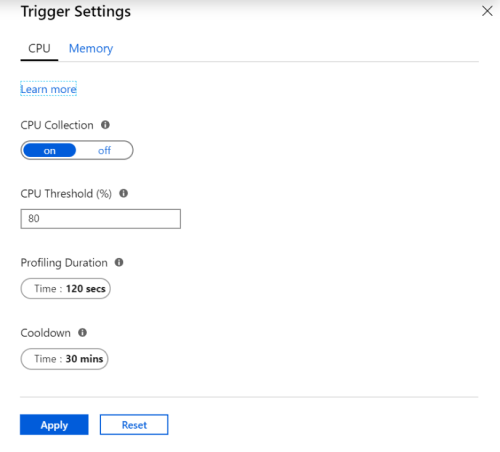 Trigger Settings
CPU Memory
Learn more
CPU Collection
on off
CPU Threshold (%)
80
Profiling Duration
Time : 120 secs
Cooldown
Time : 30 mins
Apply Reset